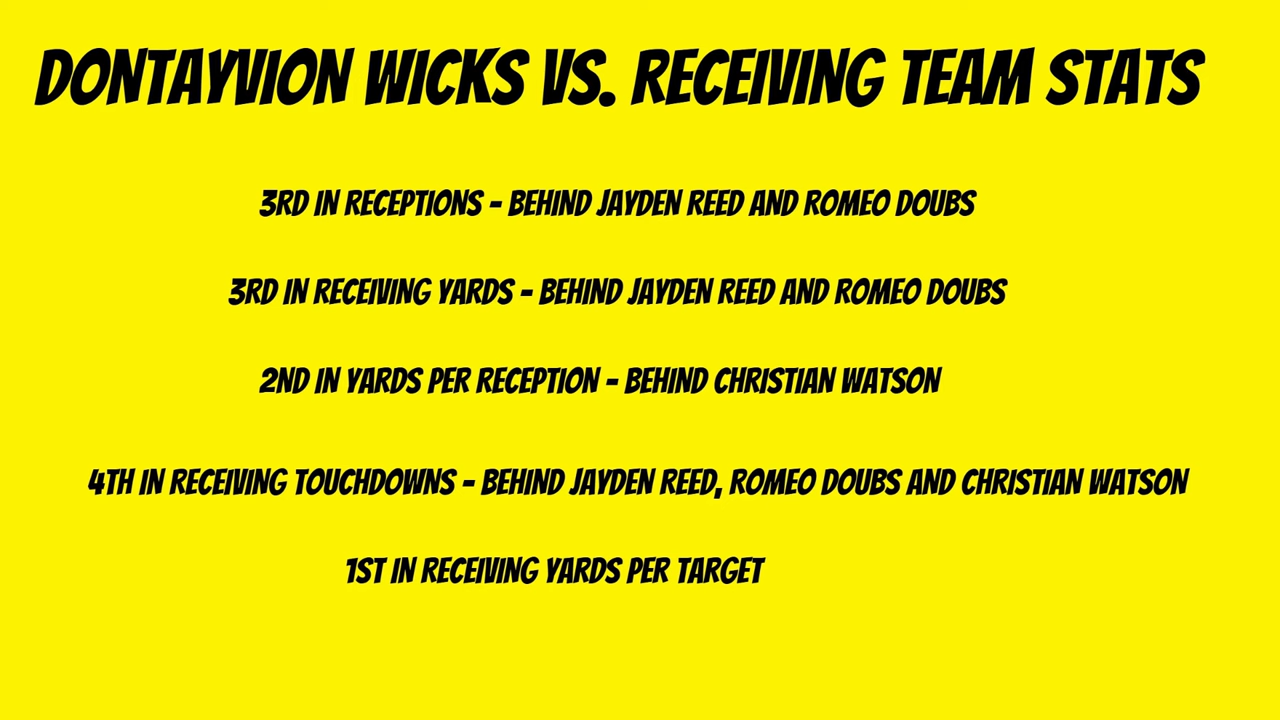 DONTAYVION WICKS VS. RECEIVING TEAM STATS
3RD IN RECEPTIONS - BEHIND JAYDEN REED AND ROMEO DOUBS
3RD IN RECEIVING YARDS - BEHIND JAYDEN REED AND ROMEO DOUBS
2ND IN YARDS PER RECEPTION - BEHIND CHRISTIAN WATSON
4TH IN RECEIVING TOUCHDOWNS - BEHIND JAYDEN REED, ROMEO DOUBS AND CHRISTIAN WATSON
1ST IN RECEIVING YARDS PER TARGET